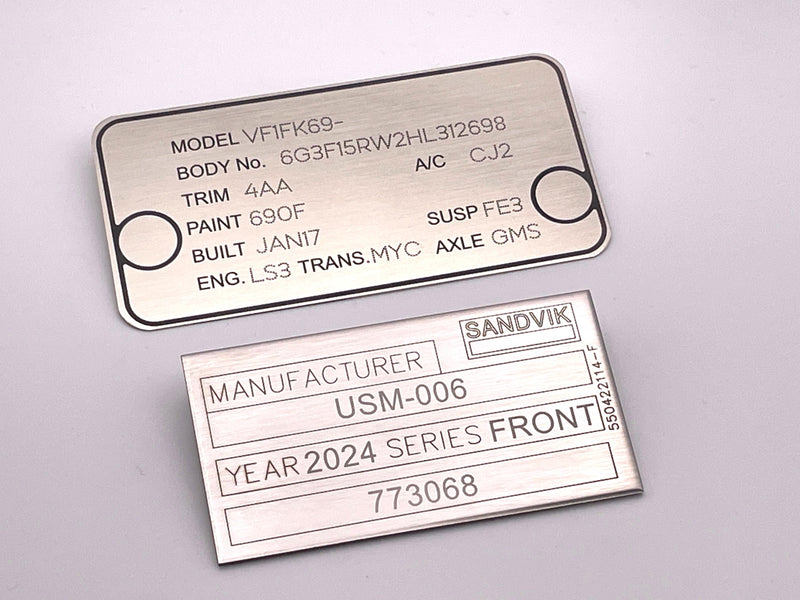 MODEL VF1FK69-
BODY No. 6G3F15RW2HL312698
TRIM 4AA A/C CJ2
PAINT 690F
BUILT JAN17 SUSP FE3
ENG. LS3 TRANS. MYC AXLE GMS
SANDVIK
MANUFACTURER
USM-006
YEAR 2024 SERIES FRONT
773068
550422114-F